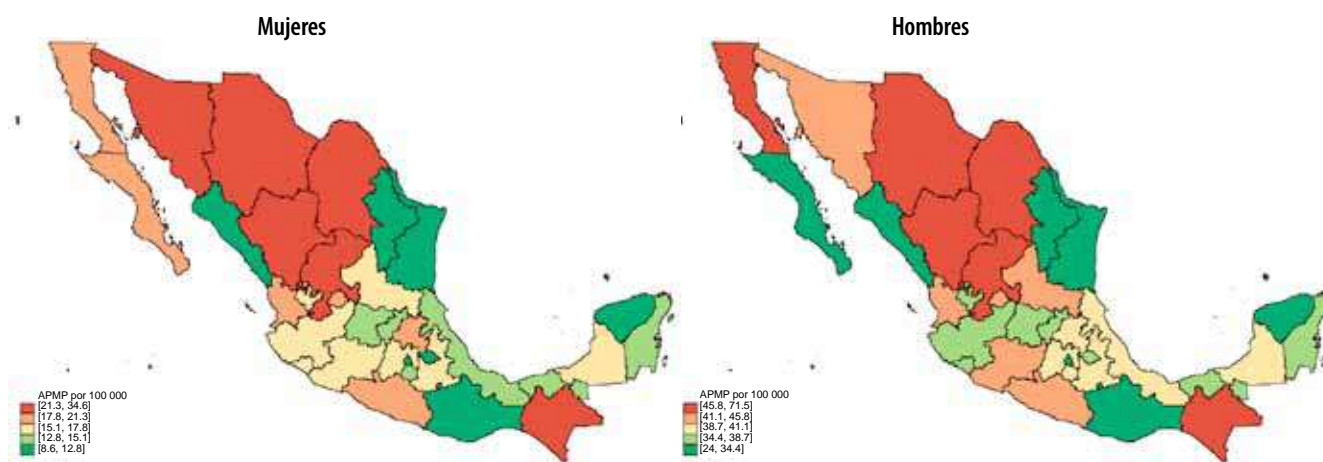 Mujeres
Hombres
APMP por 100 000
[21.3, 34.6]
[17.8, 21.3]
[15.1, 17.8]
[12.8, 15.1]
[8.6, 12.8]
APMP por 100 000
[45.8, 71.5]
[41.1, 45.8]
[38.7, 41.1]
[34.4, 38.7]
[24, 34.4]